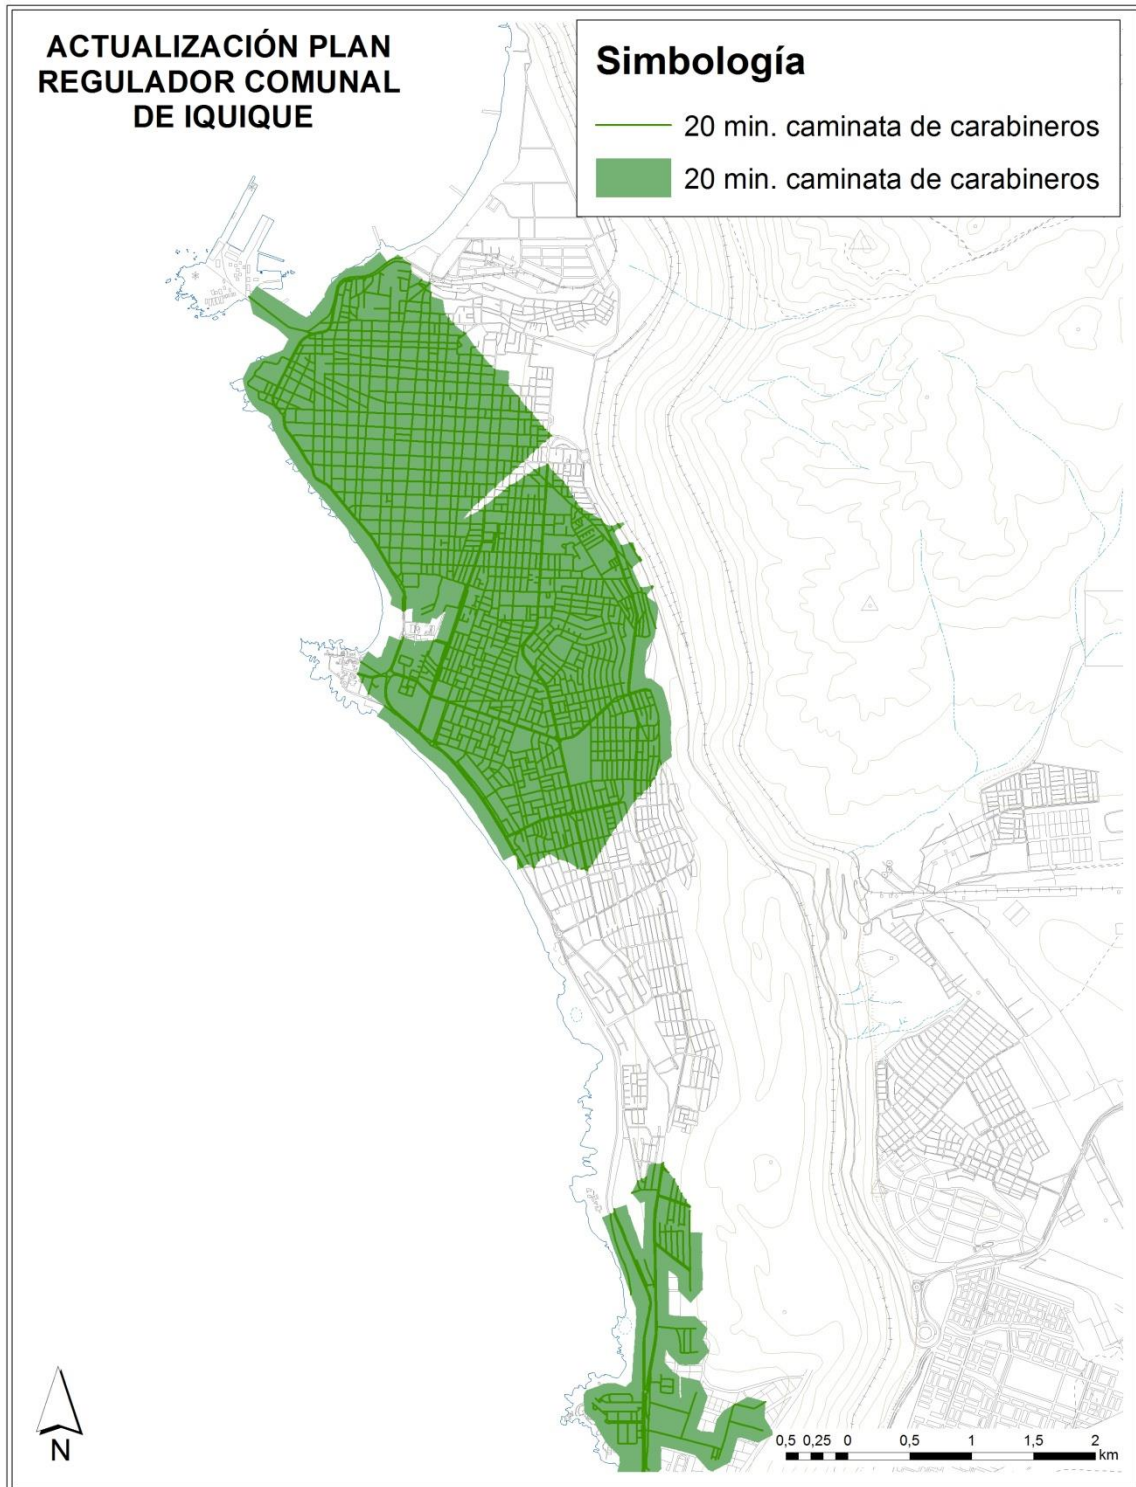 ACTUALIZACIÓN PLAN
REGULADOR COMUNAL
DE IQUIQUE
Simbología
20 min. caminata de carabineros
20 min. caminata de carabineros
N
0,5 0,25 0 0,5 1 1,5 2
km